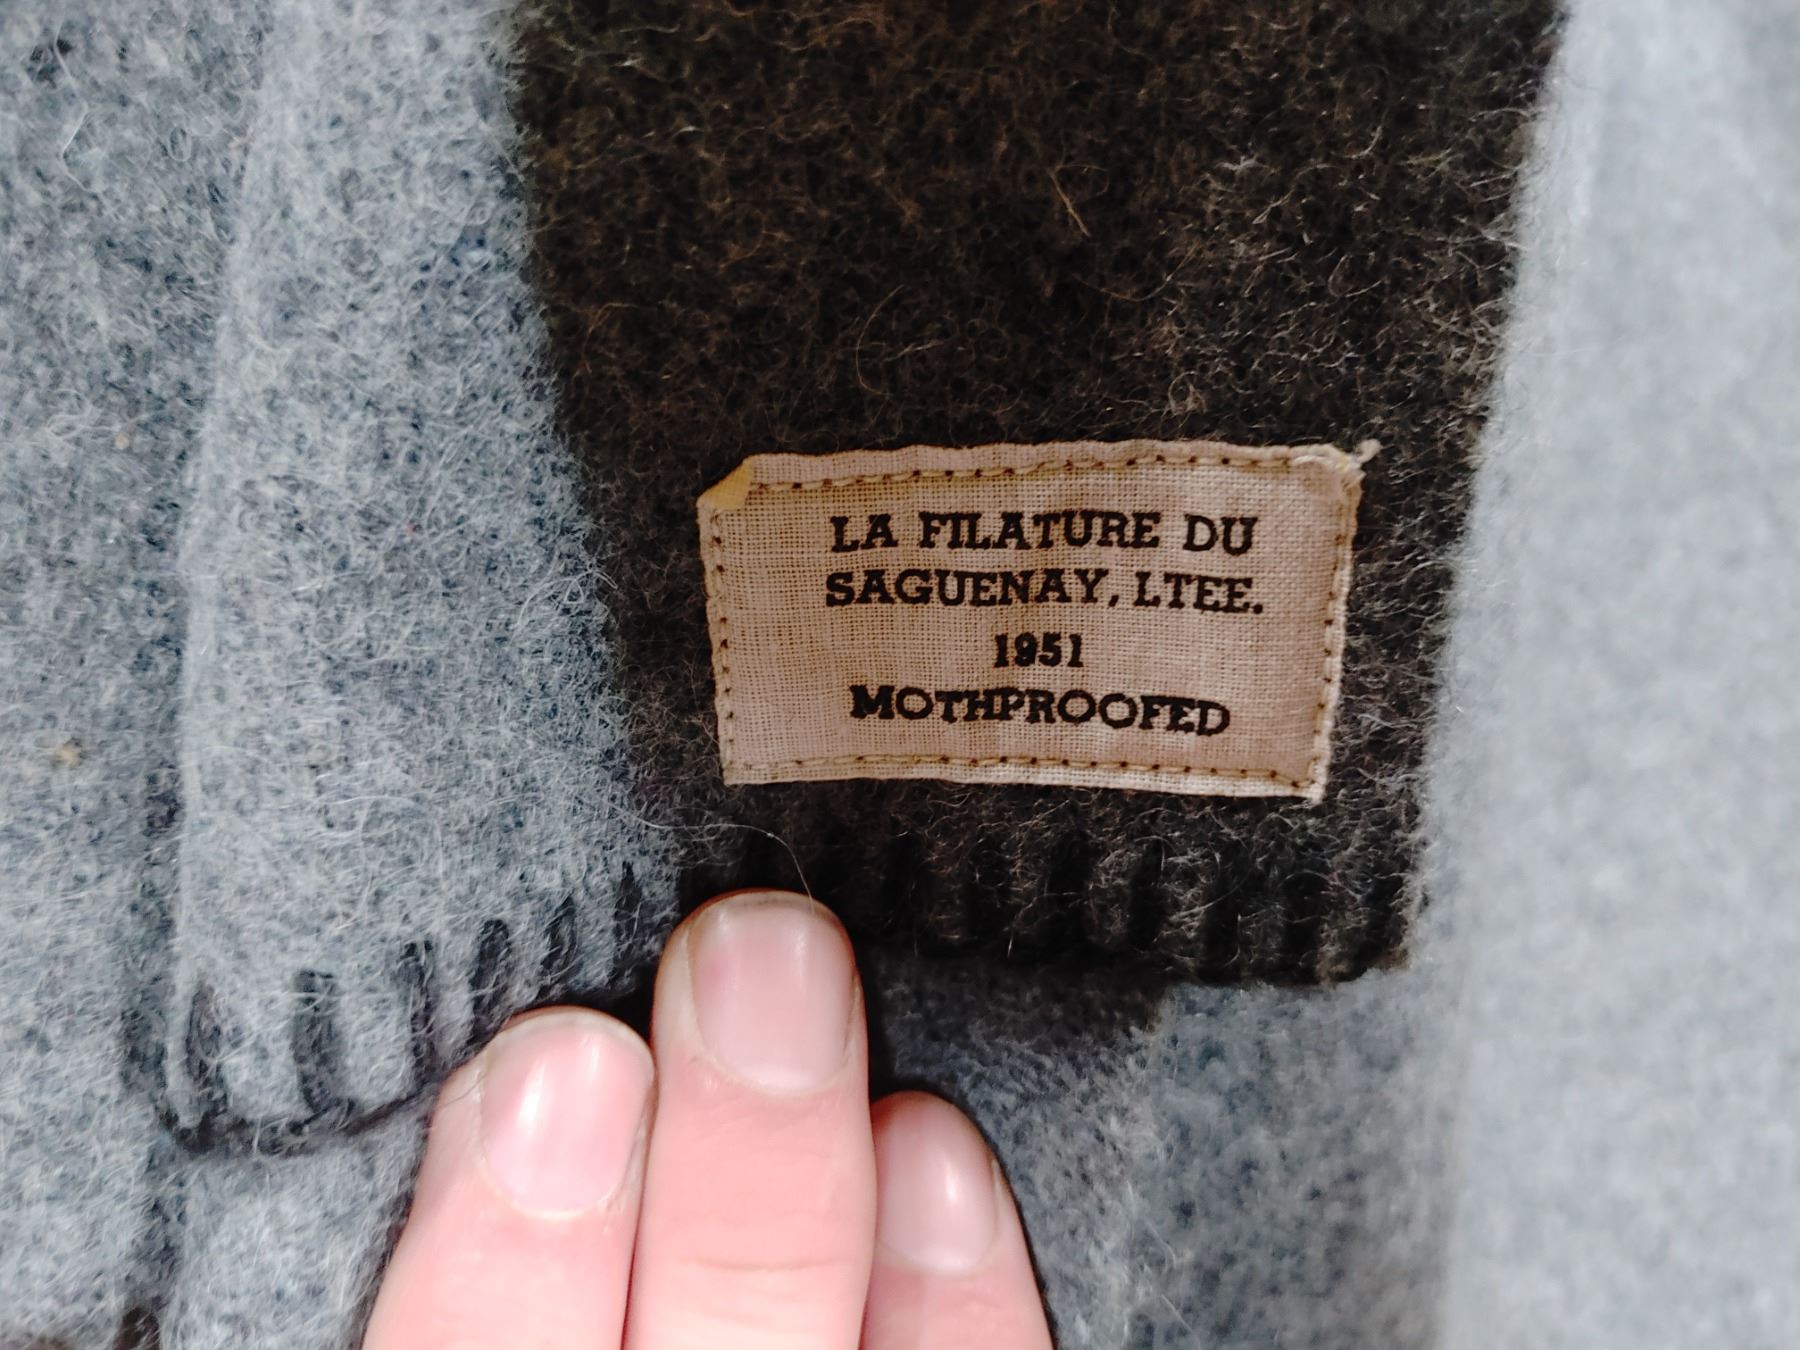 LA FILATURE DU
SAGUENAY, LTEE.
1951
MOTHPROOFED